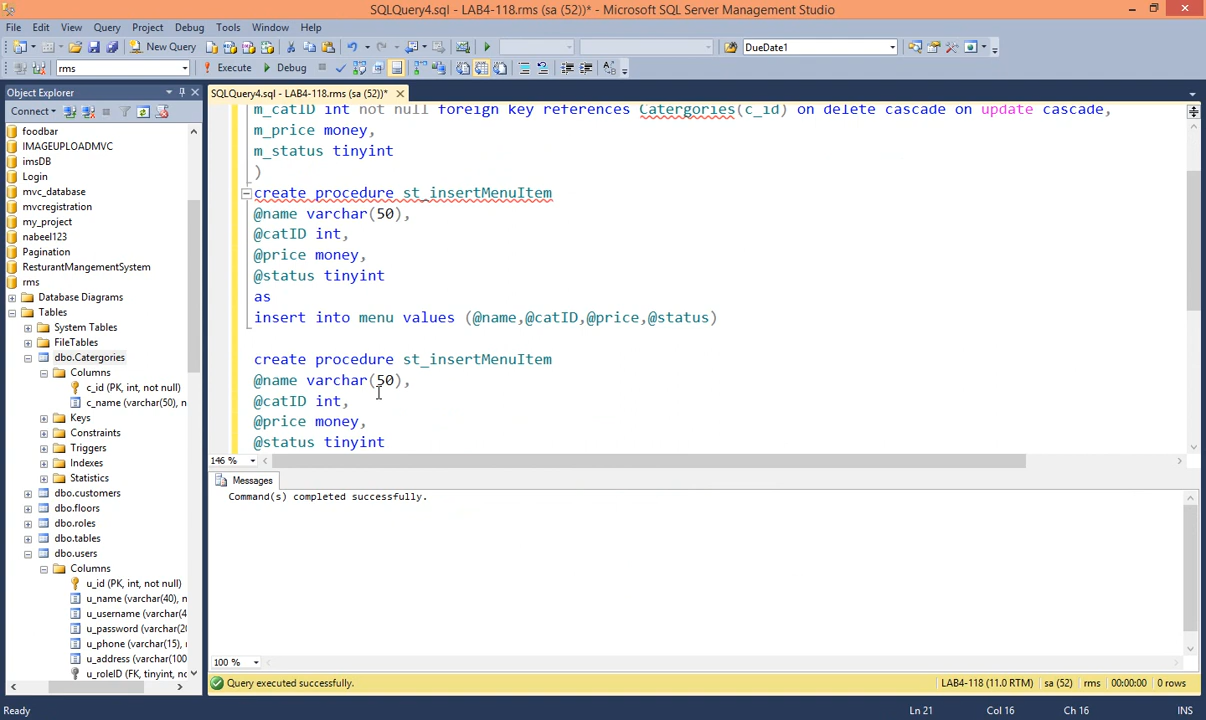 SQLQuery4.sql - LAB4-118.rms (sa (52))* - Microsoft SQL Server Management Studio
File Edit View Query Project Debug Tools Window Help
New Query DueDate1
rms Execute Debug
Object Explorer
SQLQuery4.sql - LAB4-118.rms (sa (52))*
Connect
foodbar
IMAGEUPLOADMVC
imsDB
Login
mvc_database
mvcregistration
my_project
nabeel123
Pagination
ResturantMangementSystem
rms
Database Diagrams
Tables
System Tables
FileTables
dbo.Catergories
Columns
c_id (PK, int, not null)
c_name (varchar(50), n
Keys
Constraints
Triggers
Indexes
Statistics
dbo.customers
dbo.floors
dbo.roles
dbo.tables
dbo.users
Columns
u_id (PK, int, not null)
u_name (varchar(40), n
u_username (varchar(4
u_password (varchar(20
u_phone (varchar(15), n
u_address (varchar(100
u_roleID (FK, tinyint, no
m_catID int not null foreign key references Catergories(c_id) on delete cascade on update cascade,
m_price money,
m_status tinyint
)
create procedure st_insertMenuItem
@name varchar(50),
@catID int,
@price money,
@status tinyint
as
insert into menu values (@name,@catID,@price,@status)
create procedure st_insertMenuItem
@name varchar(50),
@catID int,
@price money,
@status tinyint
146 %
Messages
Command(s) completed successfully.
100 %
Query executed successfully. LAB4-118 (11.0 RTM) sa (52) rms 00:00:00 0 rows
Ready Ln 21 Col 16 Ch 16 INS